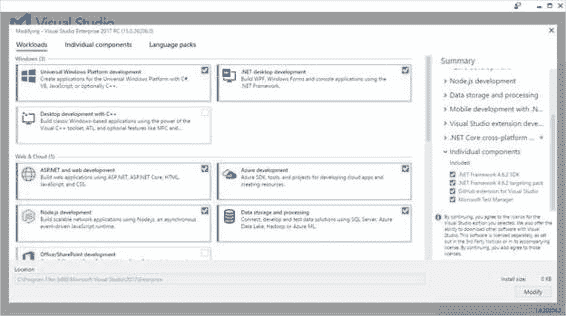 Visual Studio
Modifying - VS, Visual Studio Enterprise 2017 RC (15.0.26206.0)
Workloads
Individual components
Language packs
Windows (3)
Universal Windows Platform development
Create applications for the Universal Windows Platform with C#, VB, JavaScript, or optionally C++.
.NET desktop development
Build WPF, Windows Forms and console applications using the .NET Framework.
Desktop development with C++
Build classic Windows-based applications using the power of the Visual C++ toolset, ATL, and optional features like MFC and
Web & Cloud (5)
ASP.NET and web development
Build web applications using ASP.NET, ASP.NET Core, HTML, JavaScript, and CSS.
Azure development
Azure SDK, tools, and projects for developing cloud apps and creating resources.
Node.js development
Build scalable network applications using Node.js, an asynchronous event-driven JavaScript runtime.
Data storage and processing
Connect, develop and test data solutions using SQL Server, Azure Data Lake, Hadoop or Azure ML.
Office/SharePoint development
Summary
Node.js development
Data storage and processing
Mobile development with .N...
Visual Studio extension deve...
.NET Core cross-platform ...
Individual components
Included
.NET Framework 4.6.2 SDK
.NET Framework 4.6.2 targeting pack
GitHub extension for Visual Studio
Microsoft Test Manager
By continuing, you agree to the license for the
Visual Studio edition you selected. We also offer the
ability to download other software with Visual
Studio. This software is licensed separately, as set
out in the 3rd Party Notices or in its accompanying
license. By continuing, you also agree to those
licenses.
Location
C:\Program Files (x86)\Microsoft Visual Studio\2017\Enterprise
Install size: 0 KB
Modify